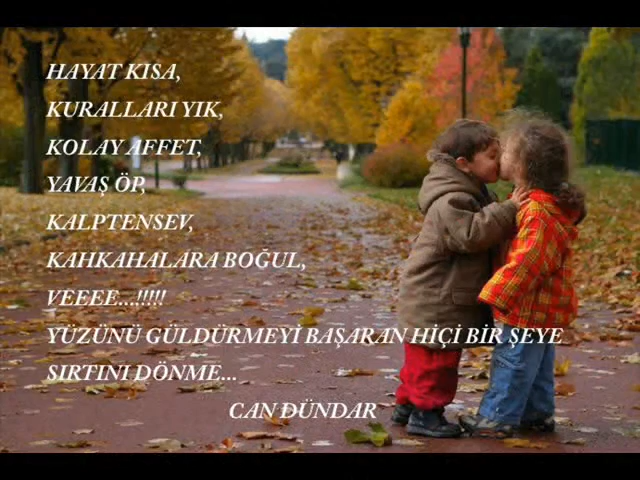 HAYAT KISA,
KURALLARI YIK,
KOLAY AFFET,
YAVAŞ ÖP,
KALPTENSEV,
KAHKAHALARA BOĞUL,
VEEEE...!!!!!
YÜZÜNÜ GÜLDÜRMEYİ BAŞARAN HİÇİ BİR ŞEYE
SIRTINI DÖNME...
CAN DÜNDAR